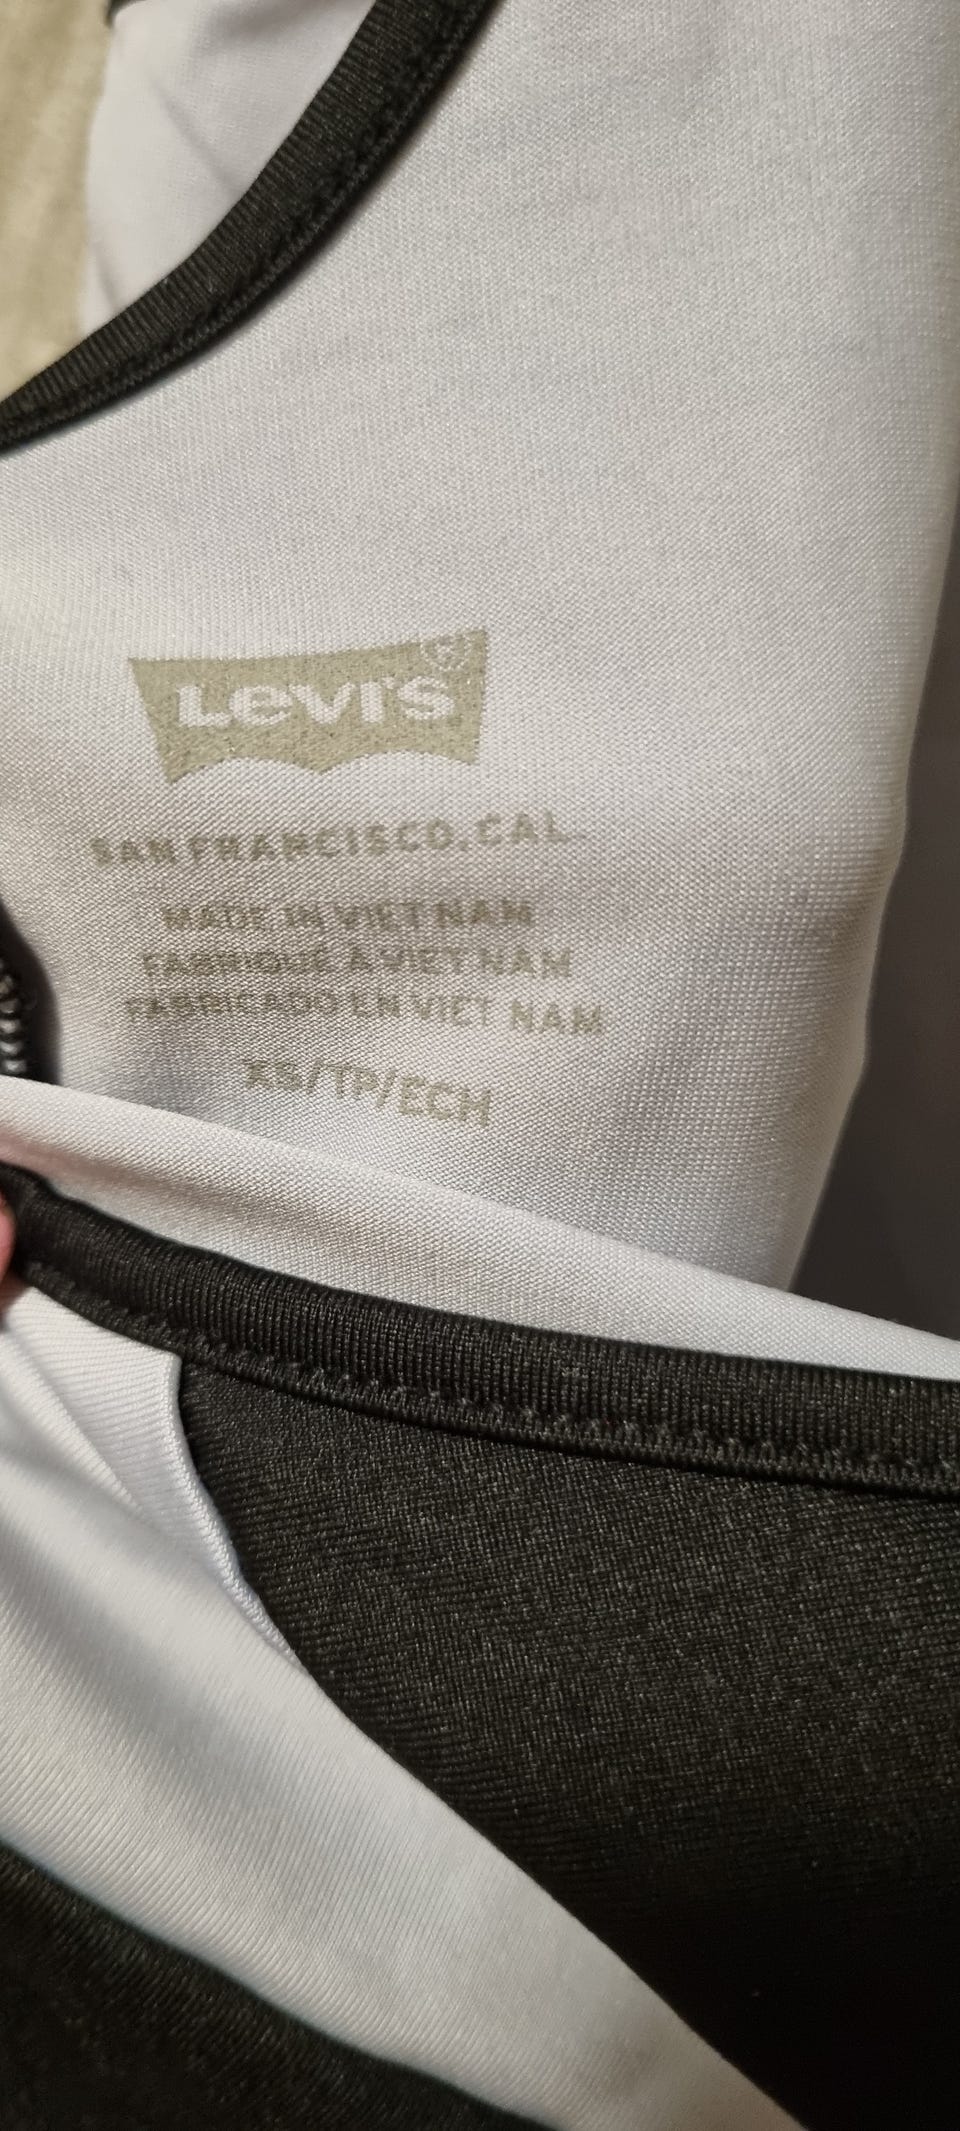 Levi's ®
SAN FRANCISCO, CAL.
MADE IN VIET NAM
FABRIQUÉ À VIET NAM
FABRICADO EN VIET NAM
XS/TP/ECH